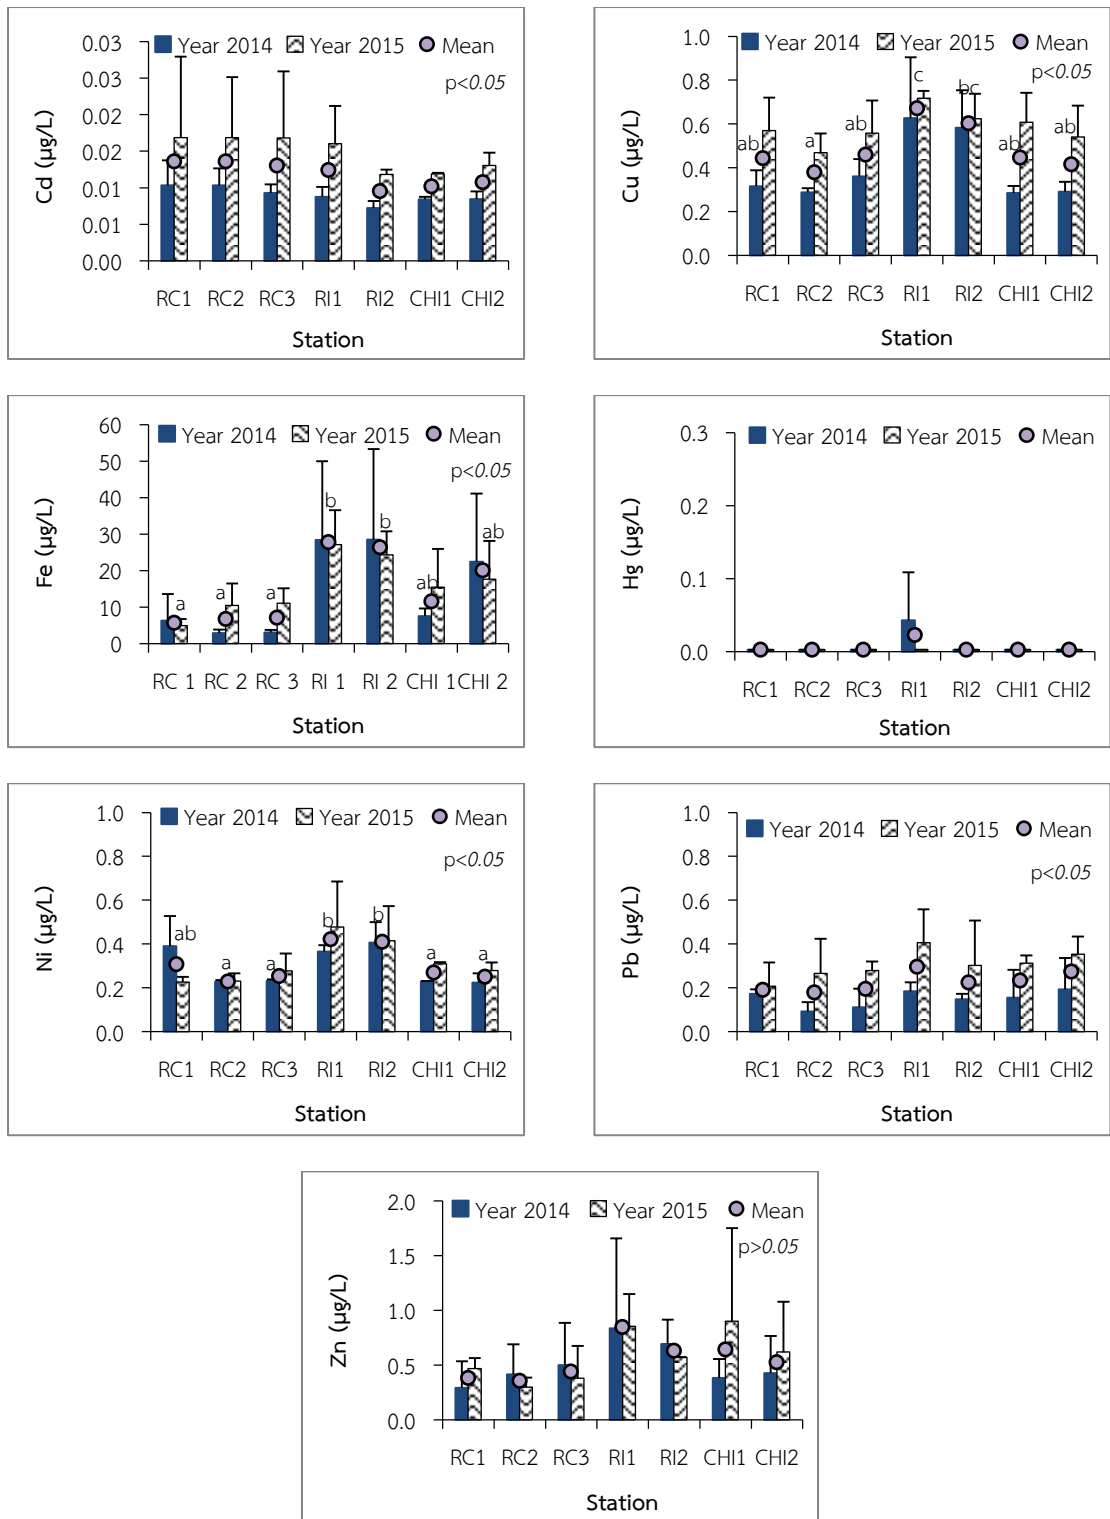 Year 2014 Year 2015 Mean
p<0.05
Cd (µg/L)
0.03
0.03
0.02
0.02
0.01
0.01
0.00
RC1 RC2 RC3 RI1 RI2 CHI1 CHI2
Station
Year 2014 Year 2015 Mean
p<0.05
Cu (µg/L)
1.0
0.8
0.6
0.4
0.2
0.0
ab a ab c bc ab ab
RC1 RC2 RC3 RI1 RI2 CHI1 CHI2
Station
Year 2014 Year 2015 Mean
p<0.05
Fe (µg/L)
60
50
40
30
20
10
0
a a a b b ab ab
RC 1 RC 2 RC 3 RI 1 RI 2 CHI 1 CHI 2
Station
Year 2014 Year 2015 Mean
Hg (µg/L)
0.3
0.2
0.1
0.0
RC1 RC2 RC3 RI1 RI2 CHI1 CHI2
Station
Year 2014 Year 2015 Mean
p<0.05
Ni (µg/L)
1.0
0.8
0.6
0.4
0.2
0.0
ab a a b b a a
RC1 RC2 RC3 RI1 RI2 CHI1 CHI2
Station
Year 2014 Year 2015 Mean
p<0.05
Pb (µg/L)
1.0
0.8
0.6
0.4
0.2
0.0
RC1 RC2 RC3 RI1 RI2 CHI1 CHI2
Station
Year 2014 Year 2015 Mean
p>0.05
Zn (µg/L)
2.0
1.5
1.0
0.5
0.0
RC1 RC2 RC3 RI1 RI2 CHI1 CHI2
Station